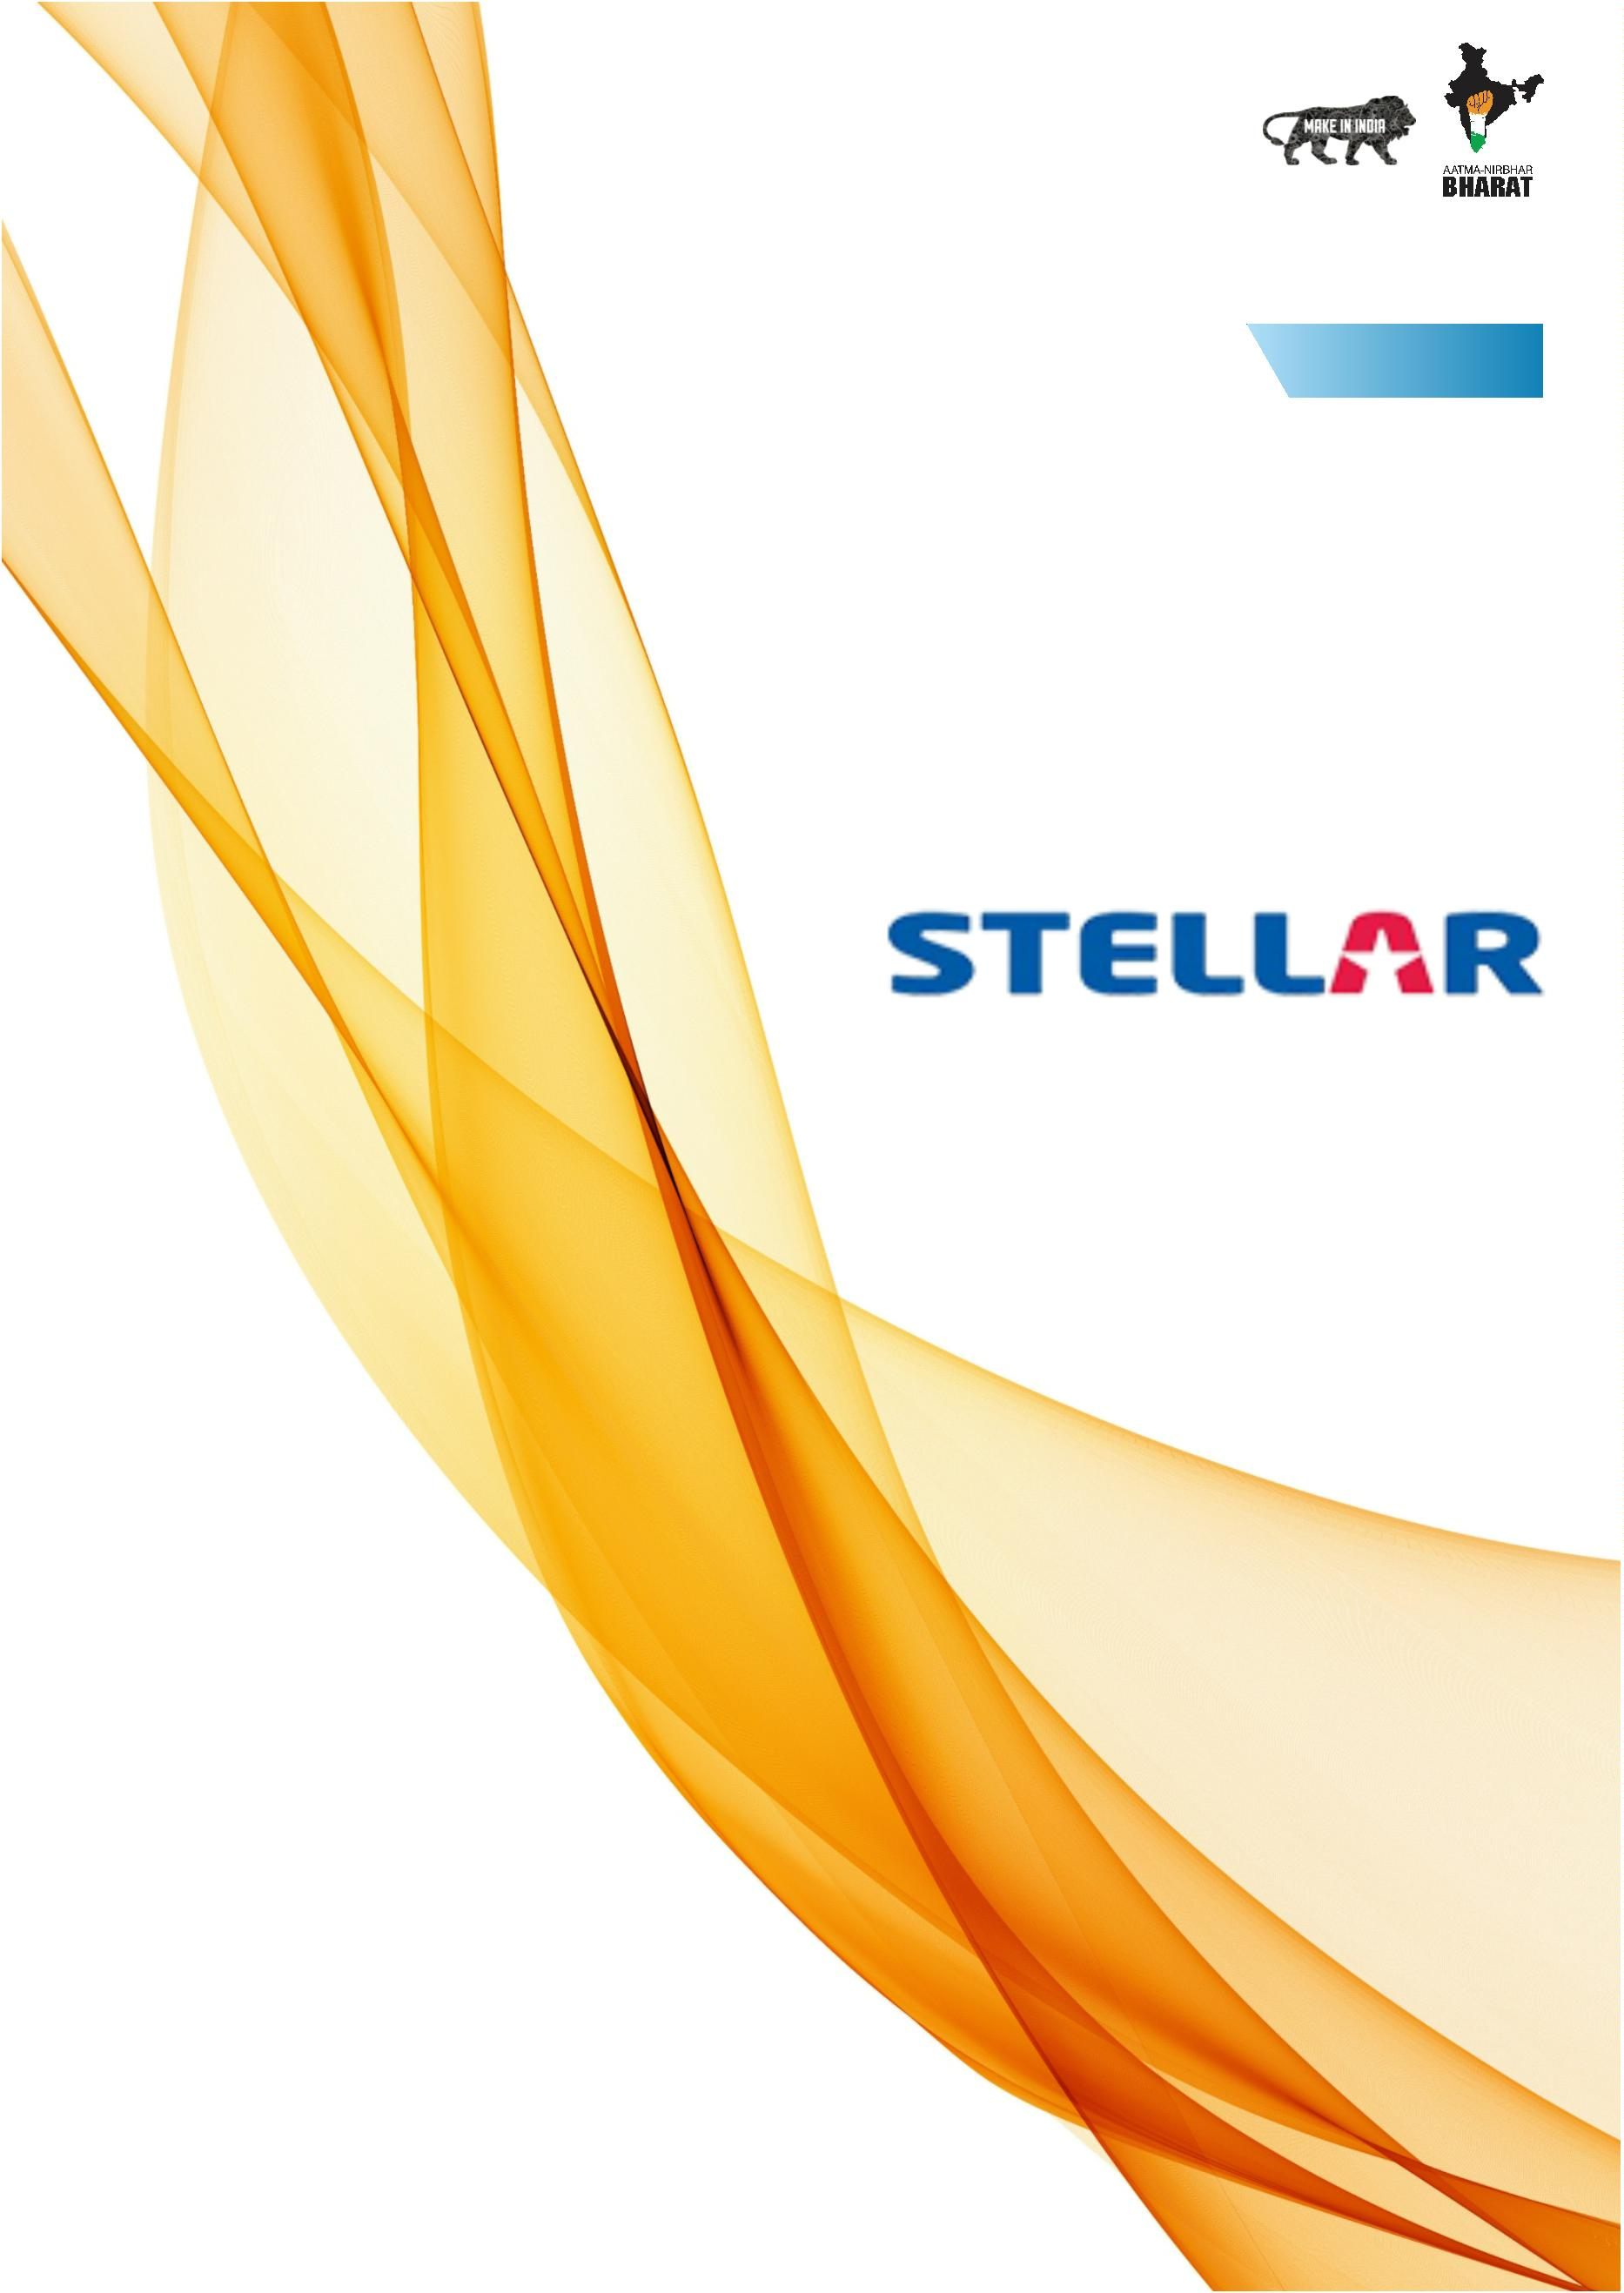 MAKE IN INDIA
AATMA-NIRBHAR
BHARAT
STELLAR